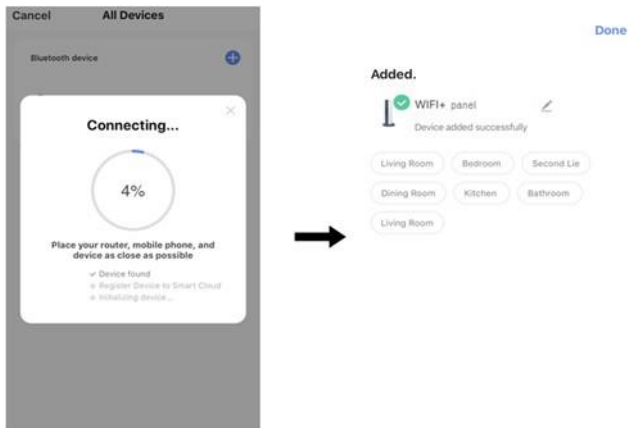 Cancel All Devices
Bluetooth device
Connecting...
4%
Place your router, mobile phone, and
device as close as possible
Device found
Register Device to Smart Cloud
Initializing device...
Done
Added.
WIFI+ panel
Device added successfully
Living Room Bedroom Second Lie
Dining Room Kitchen Bathroom
Living Room